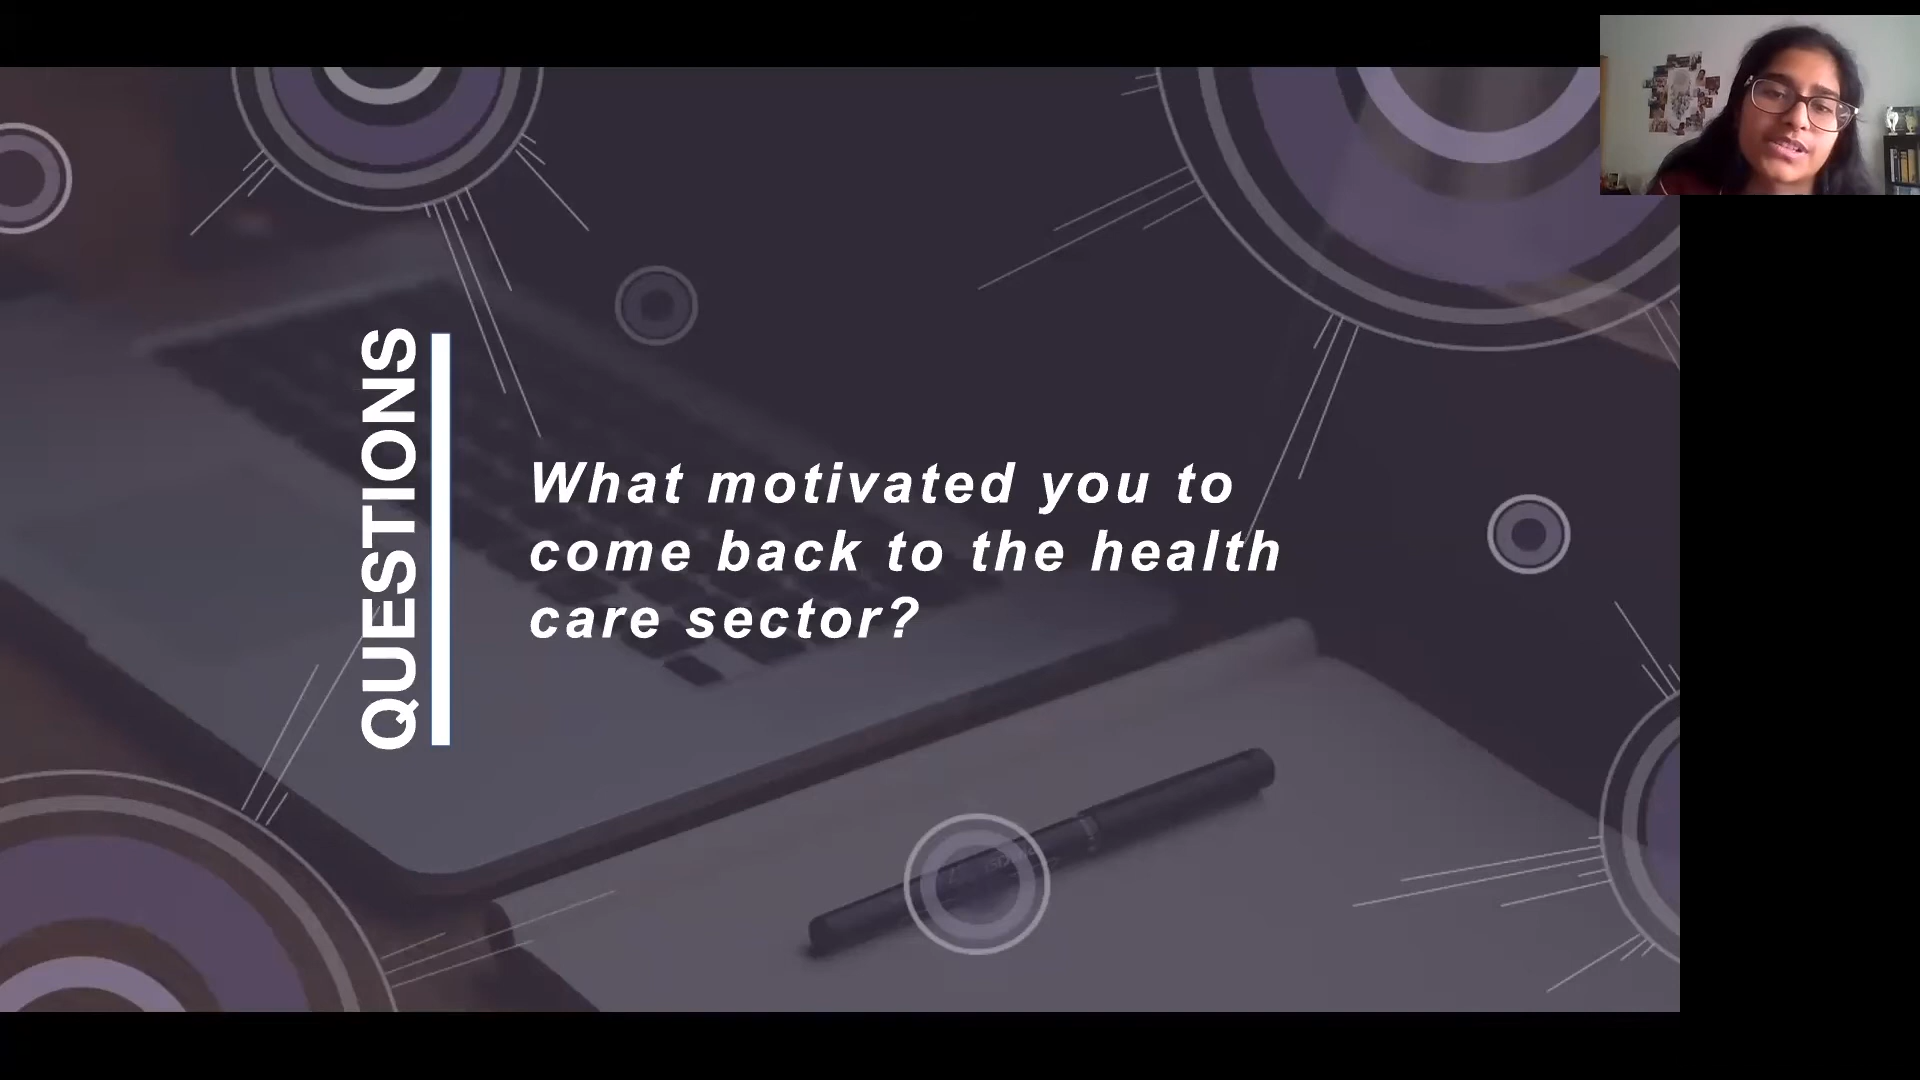 QUESTIONS
What motivated you to
come back to the health
care sector?